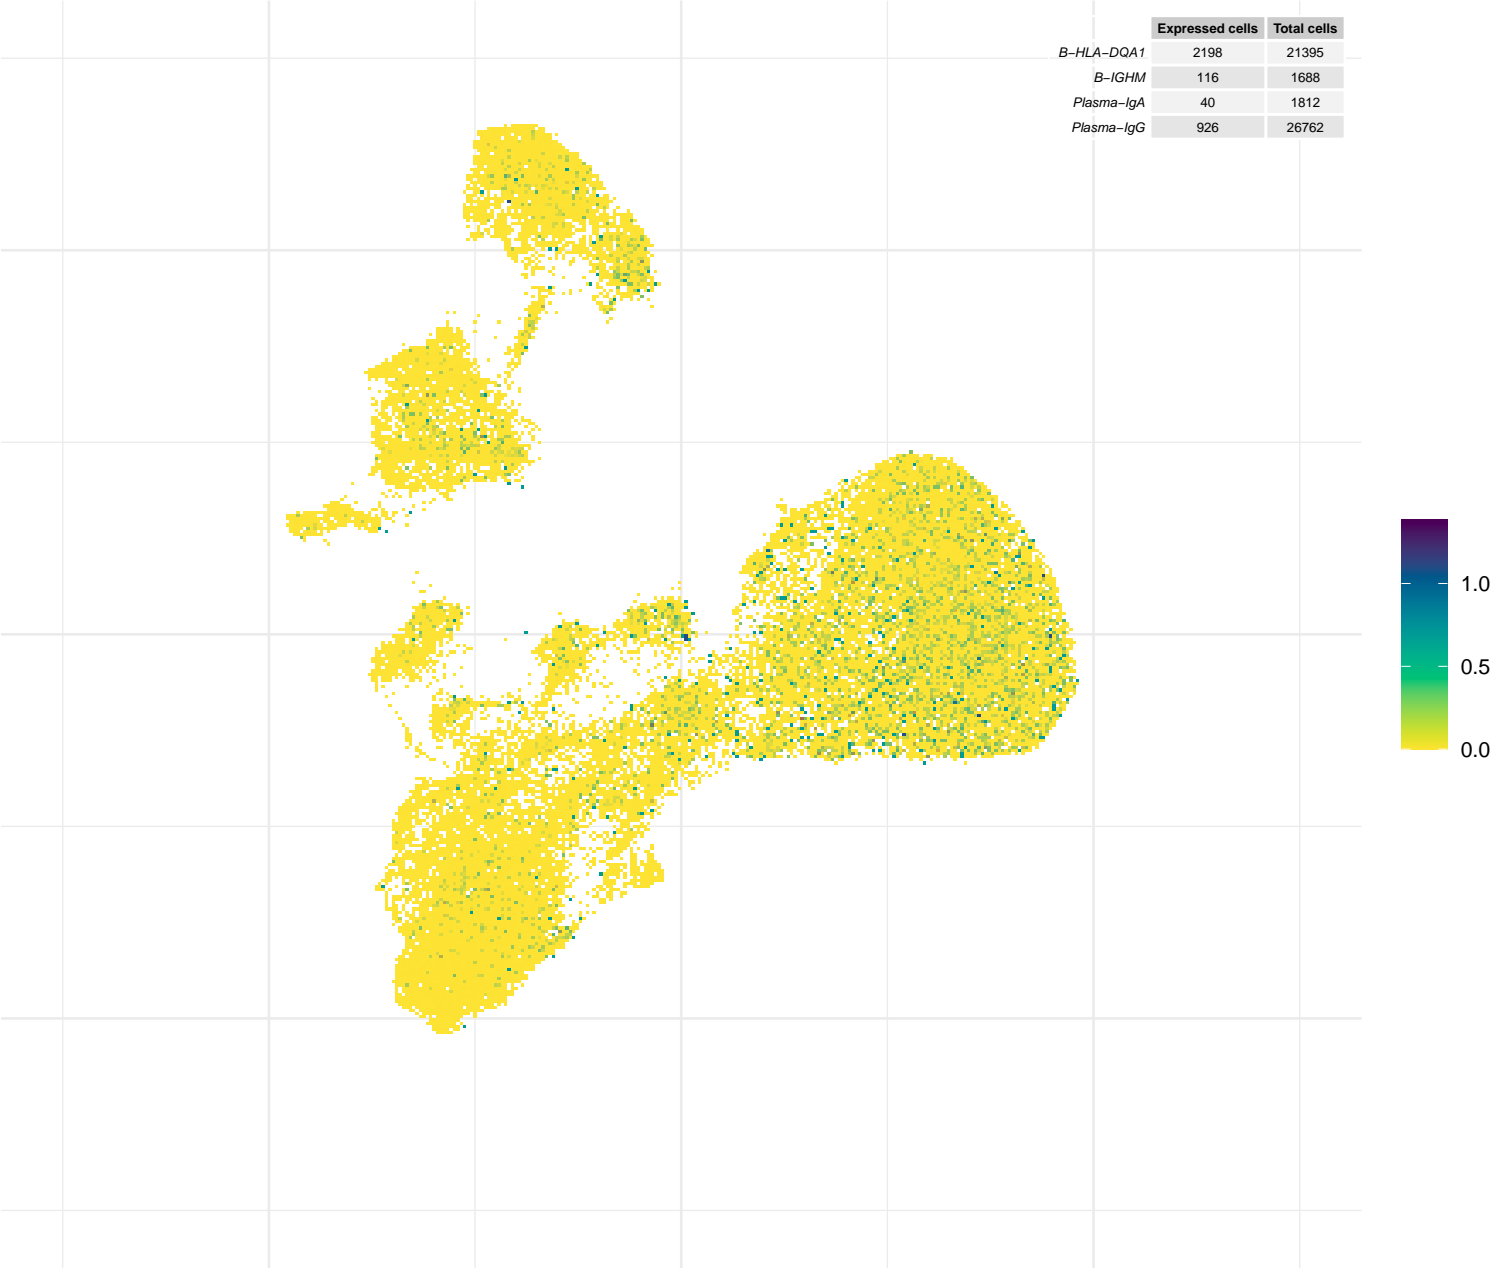 Expressed cells Total cells
B−HLA−DQA1 2198 21395
B−IGHM 116 1688
Plasma−IgA 40 1812
Plasma−IgG 926 26762
1.0
0.5
0.0